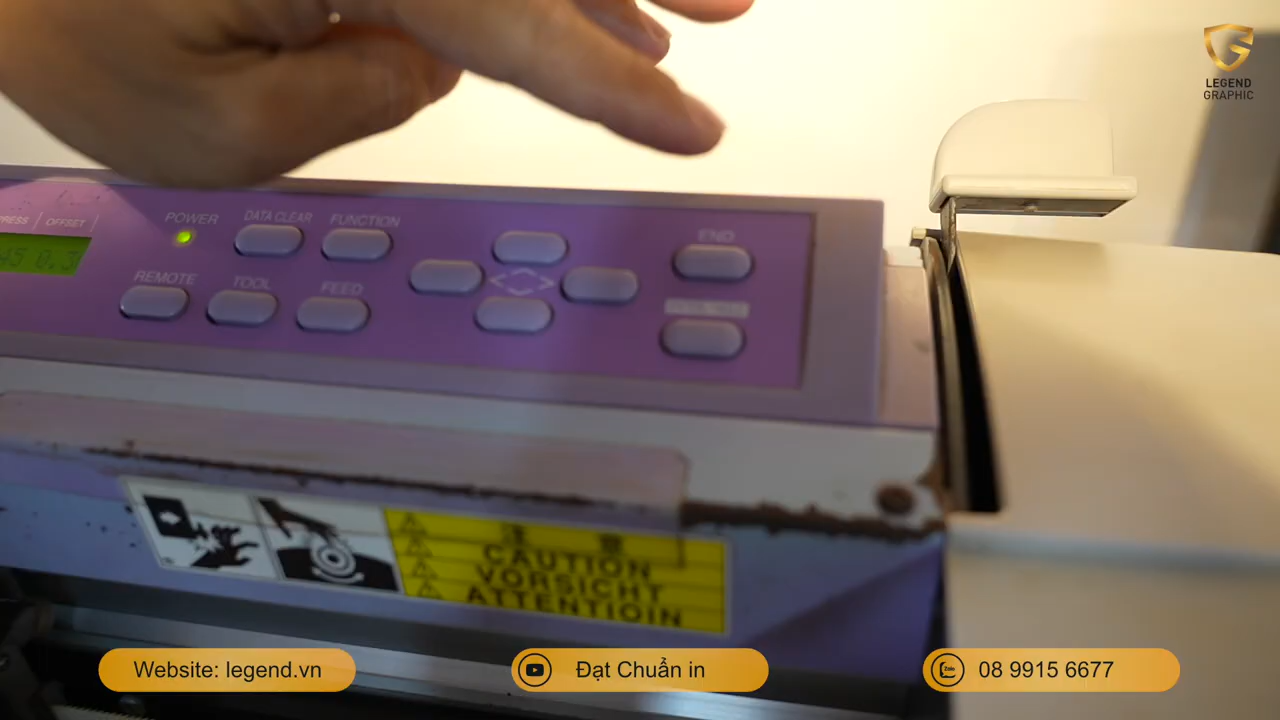 LEGEND
GRAPHIC
OFFSET
POWER
DATA CLEAR
FUNCTION
END
REMOTE
TOOL
FEED
CAUTION
VORSICHT
ATTENTIOIN
Website: legend.vn
Đạt Chuẩn in
Zalo
08 9915 6677